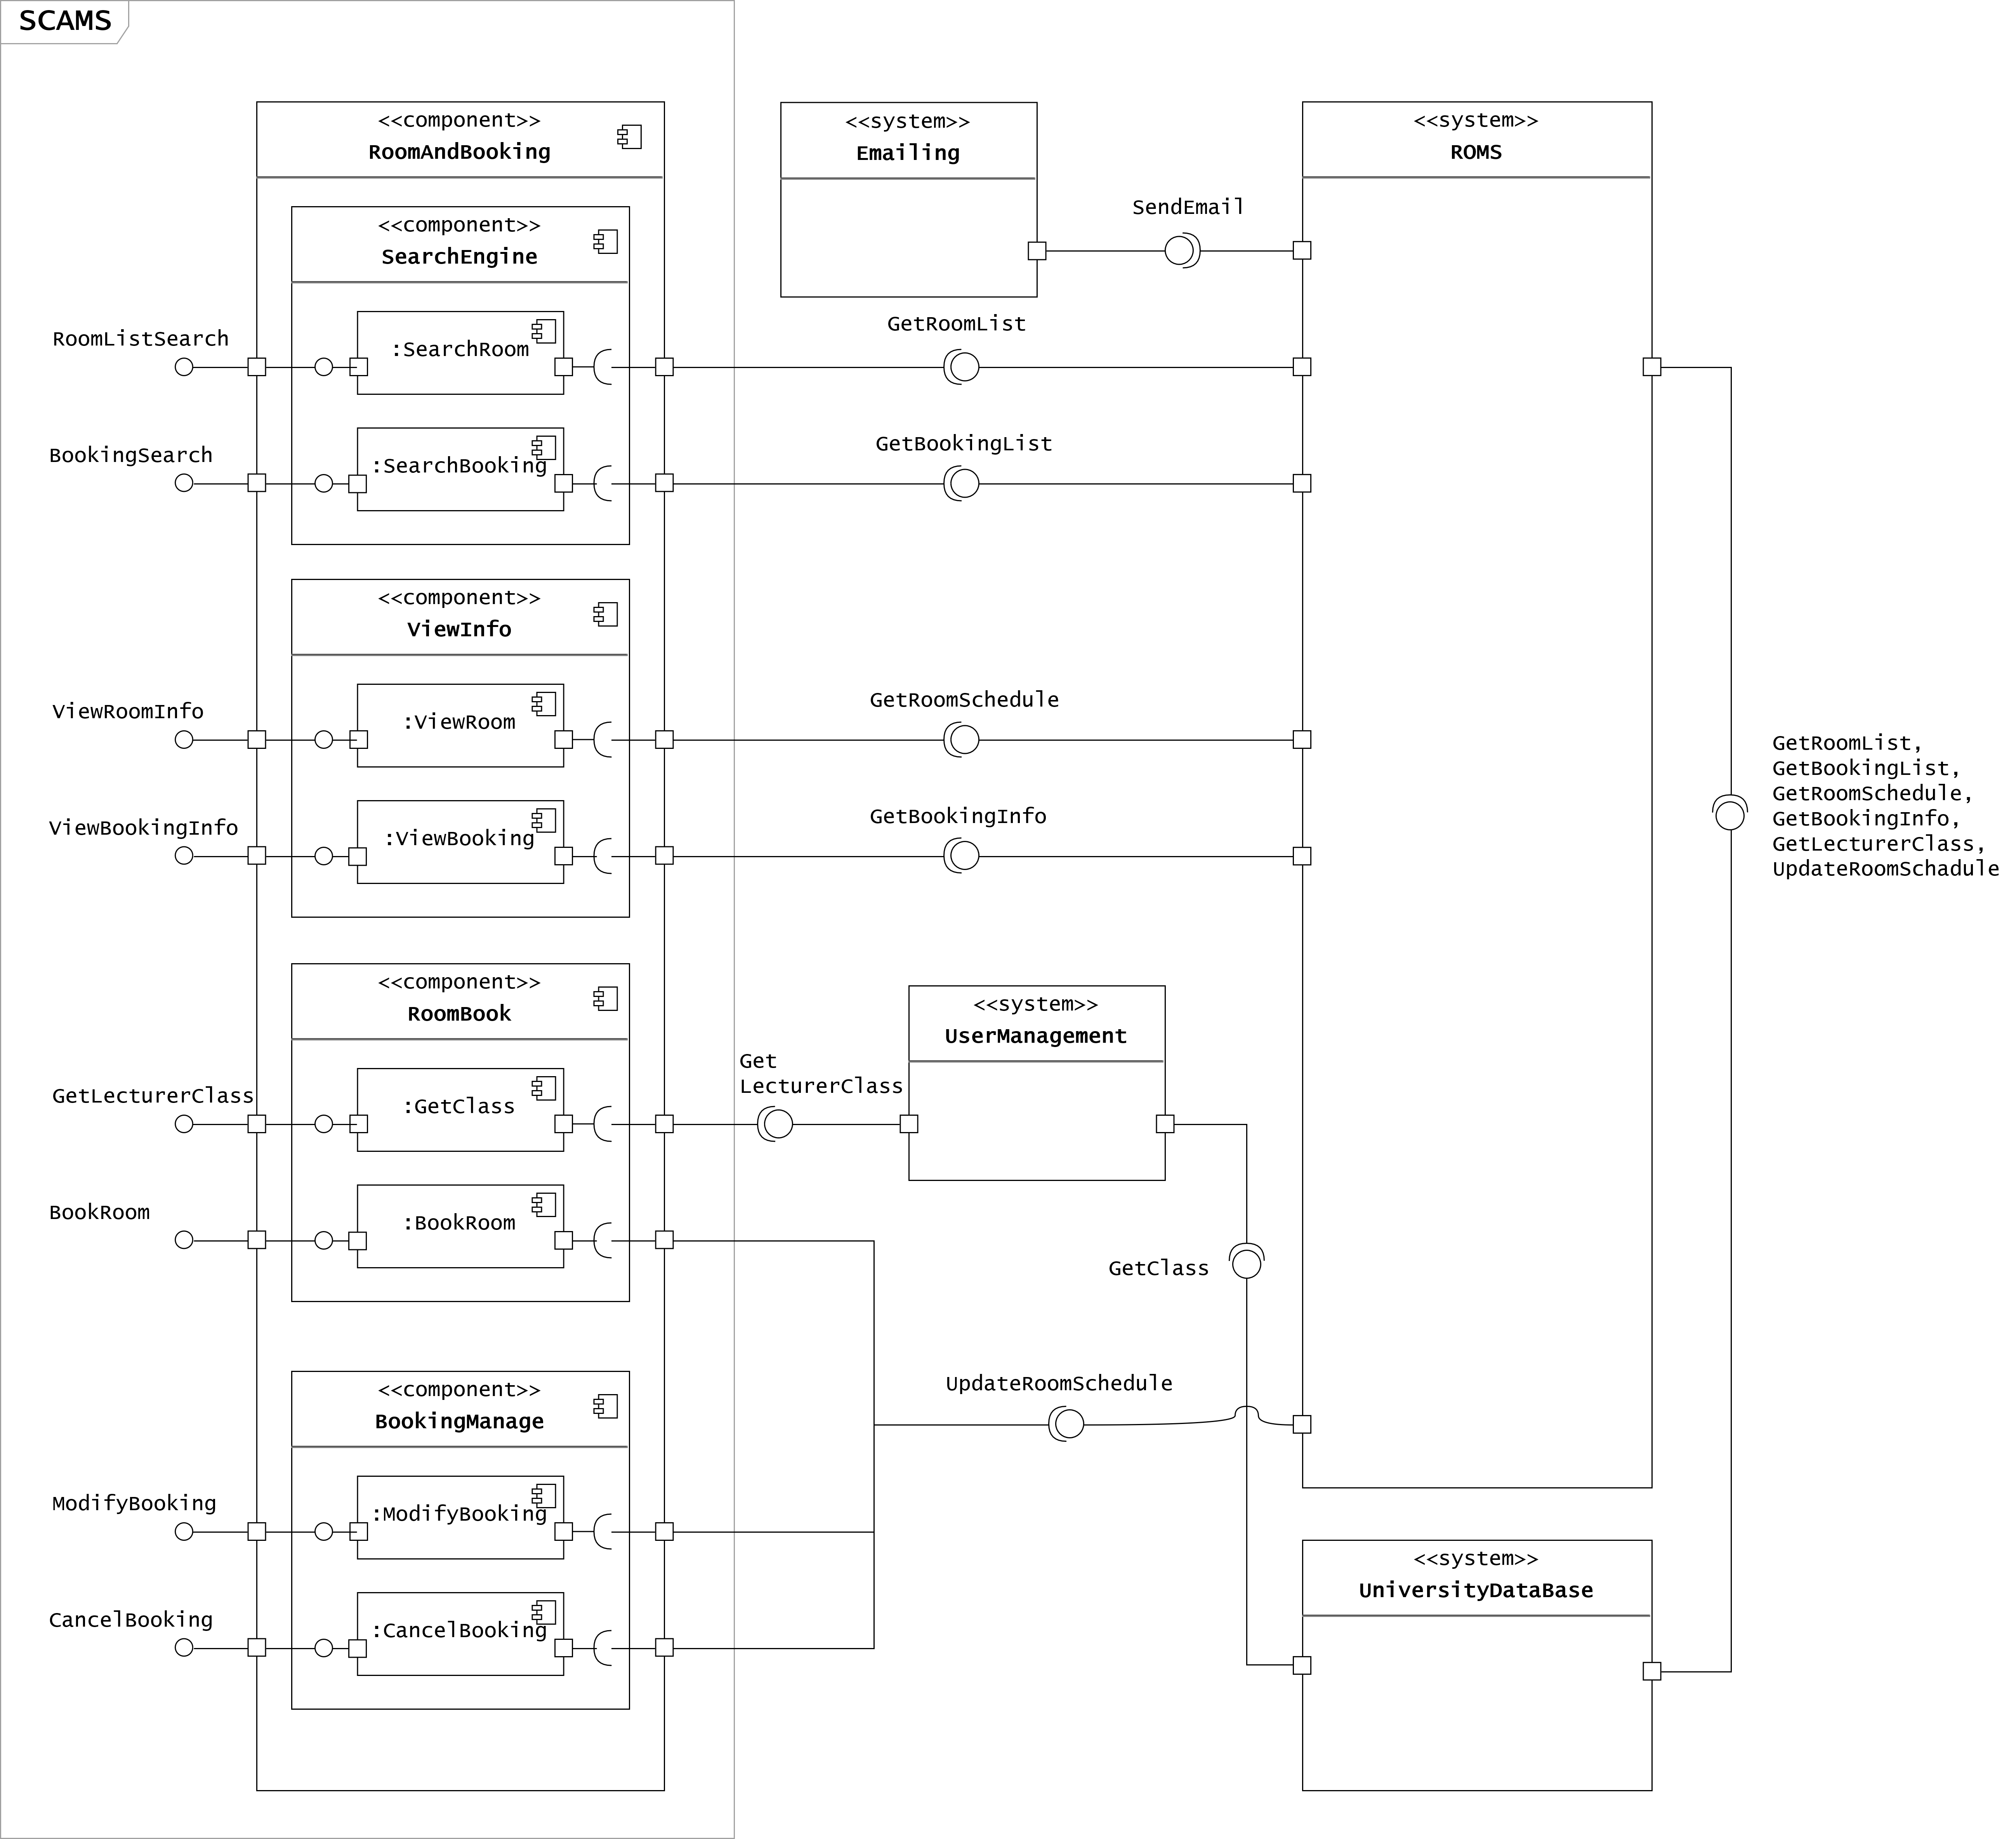 SCAMS
<<component>>
RoomAndBooking
<<component>>
SearchEngine
RoomListSearch
:SearchRoom
BookingSearch
:SearchBooking
<<component>>
ViewInfo
ViewRoomInfo
:ViewRoom
ViewBookingInfo
:ViewBooking
<<component>>
RoomBook
GetLecturerClass
:GetClass
BookRoom
:BookRoom
<<component>>
BookingManage
ModifyBooking
:ModifyBooking
CancelBooking
:CancelBooking
<<system>>
Emailing
SendEmail
GetRoomList
GetBookingList
GetRoomSchedule
GetBookingInfo
Get
LecturerClass
<<system>>
UserManagement
GetClass
UpdateRoomSchedule
<<system>>
ROMS
<<system>>
UniversityDataBase
GetRoomList,
GetBookingList,
GetRoomSchedule,
GetBookingInfo,
GetLecturerClass,
UpdateRoomSchadule